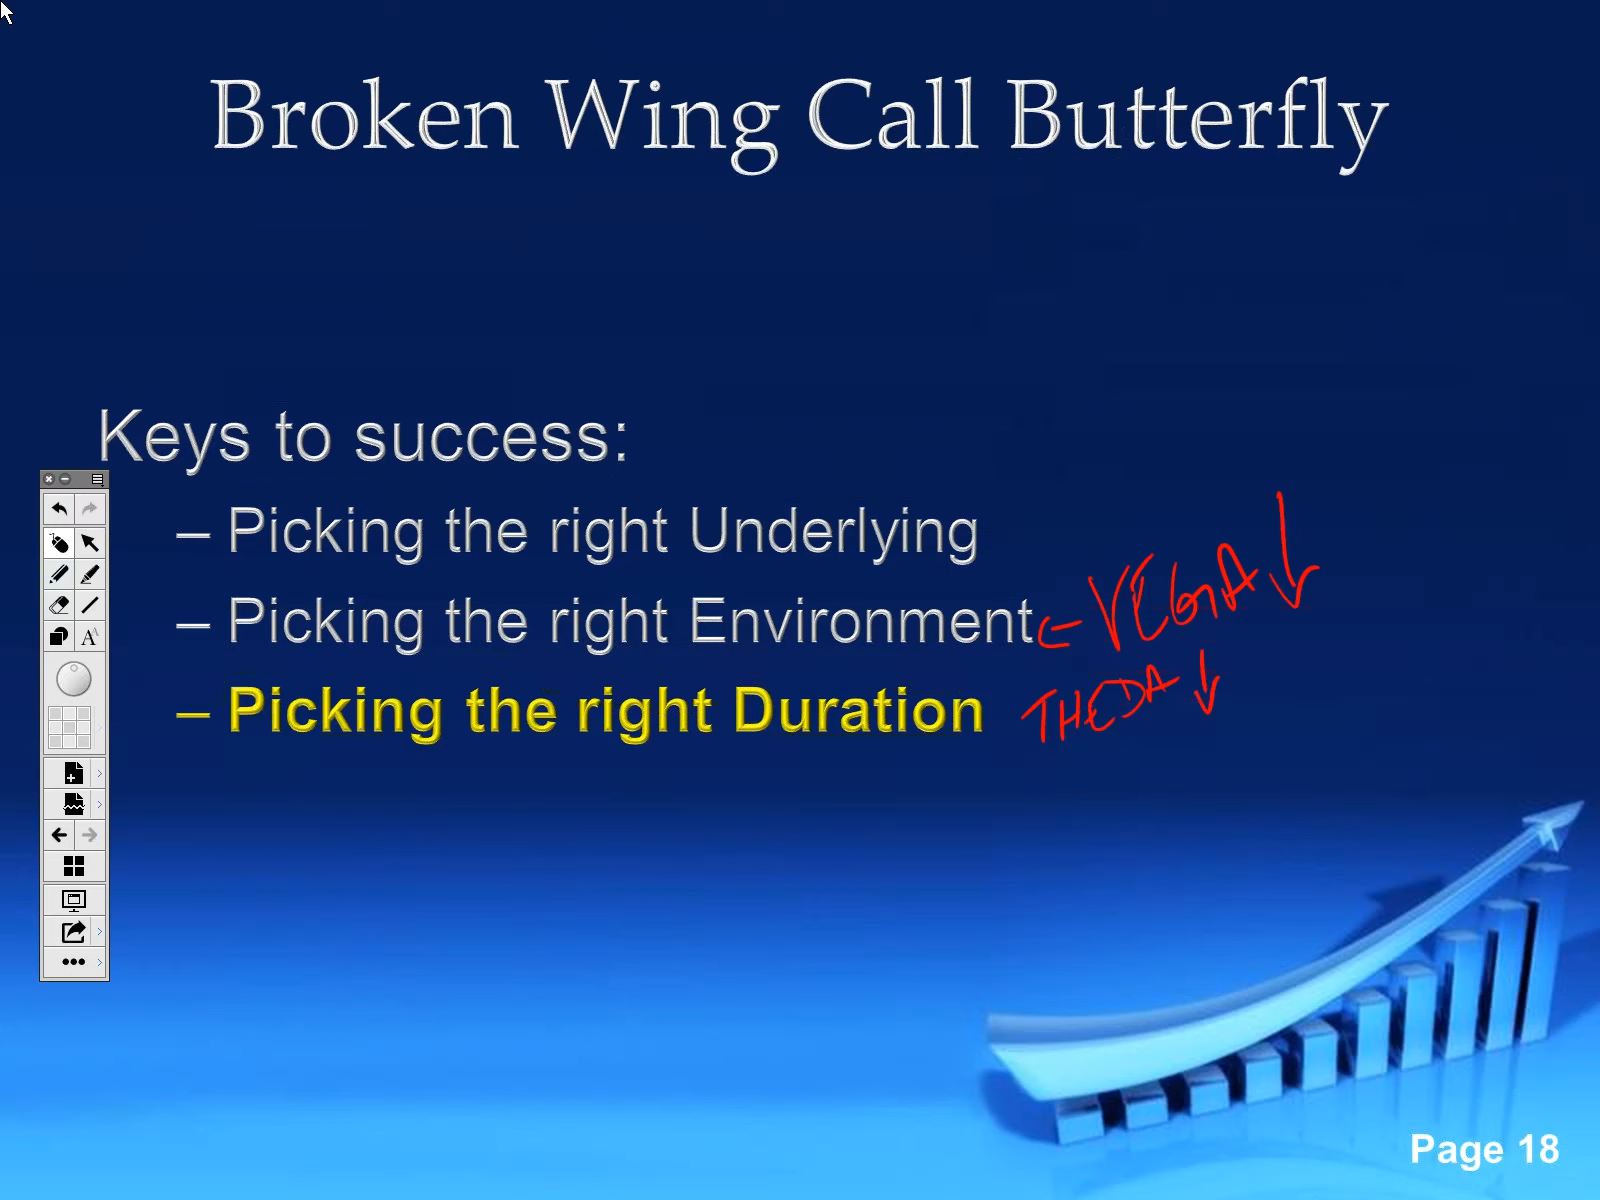 Broken Wing Call Butterfly
Keys to success:
– Picking the right Underlying
– Picking the right Environment VEGA
– Picking the right Duration THEDA
Page 18